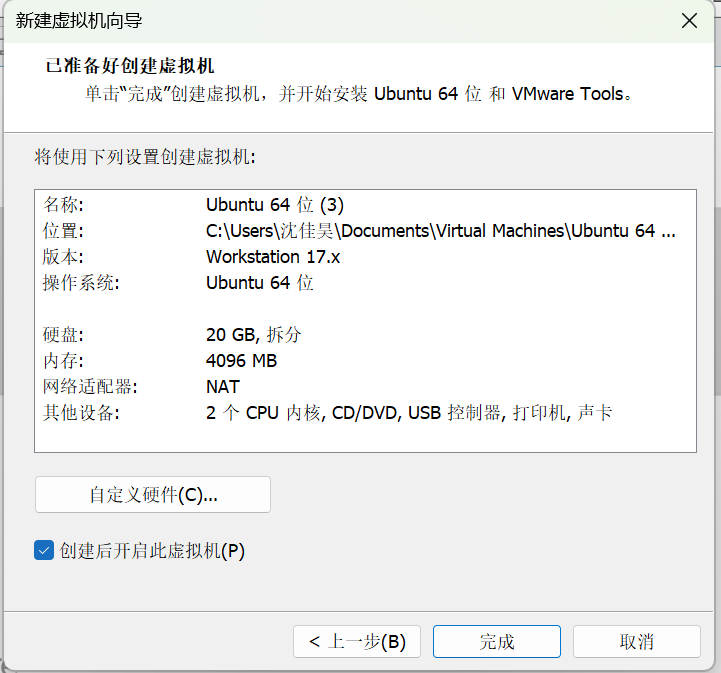 新建虚拟机向导
已准备好创建虚拟机
单击“完成”创建虚拟机，并开始安装 Ubuntu 64 位 和 VMware Tools。
将使用下列设置创建虚拟机:
名称: Ubuntu 64 位 (3)
位置: C:\Users\沈佳昊\Documents\Virtual Machines\Ubuntu 64 ...
版本: Workstation 17.x
操作系统: Ubuntu 64 位
硬盘: 20 GB, 拆分
内存: 4096 MB
网络适配器: NAT
其他设备: 2 个 CPU 内核, CD/DVD, USB 控制器, 打印机, 声卡
自定义硬件(C)...
创建后开启此虚拟机(P)
< 上一步(B) 完成 取消